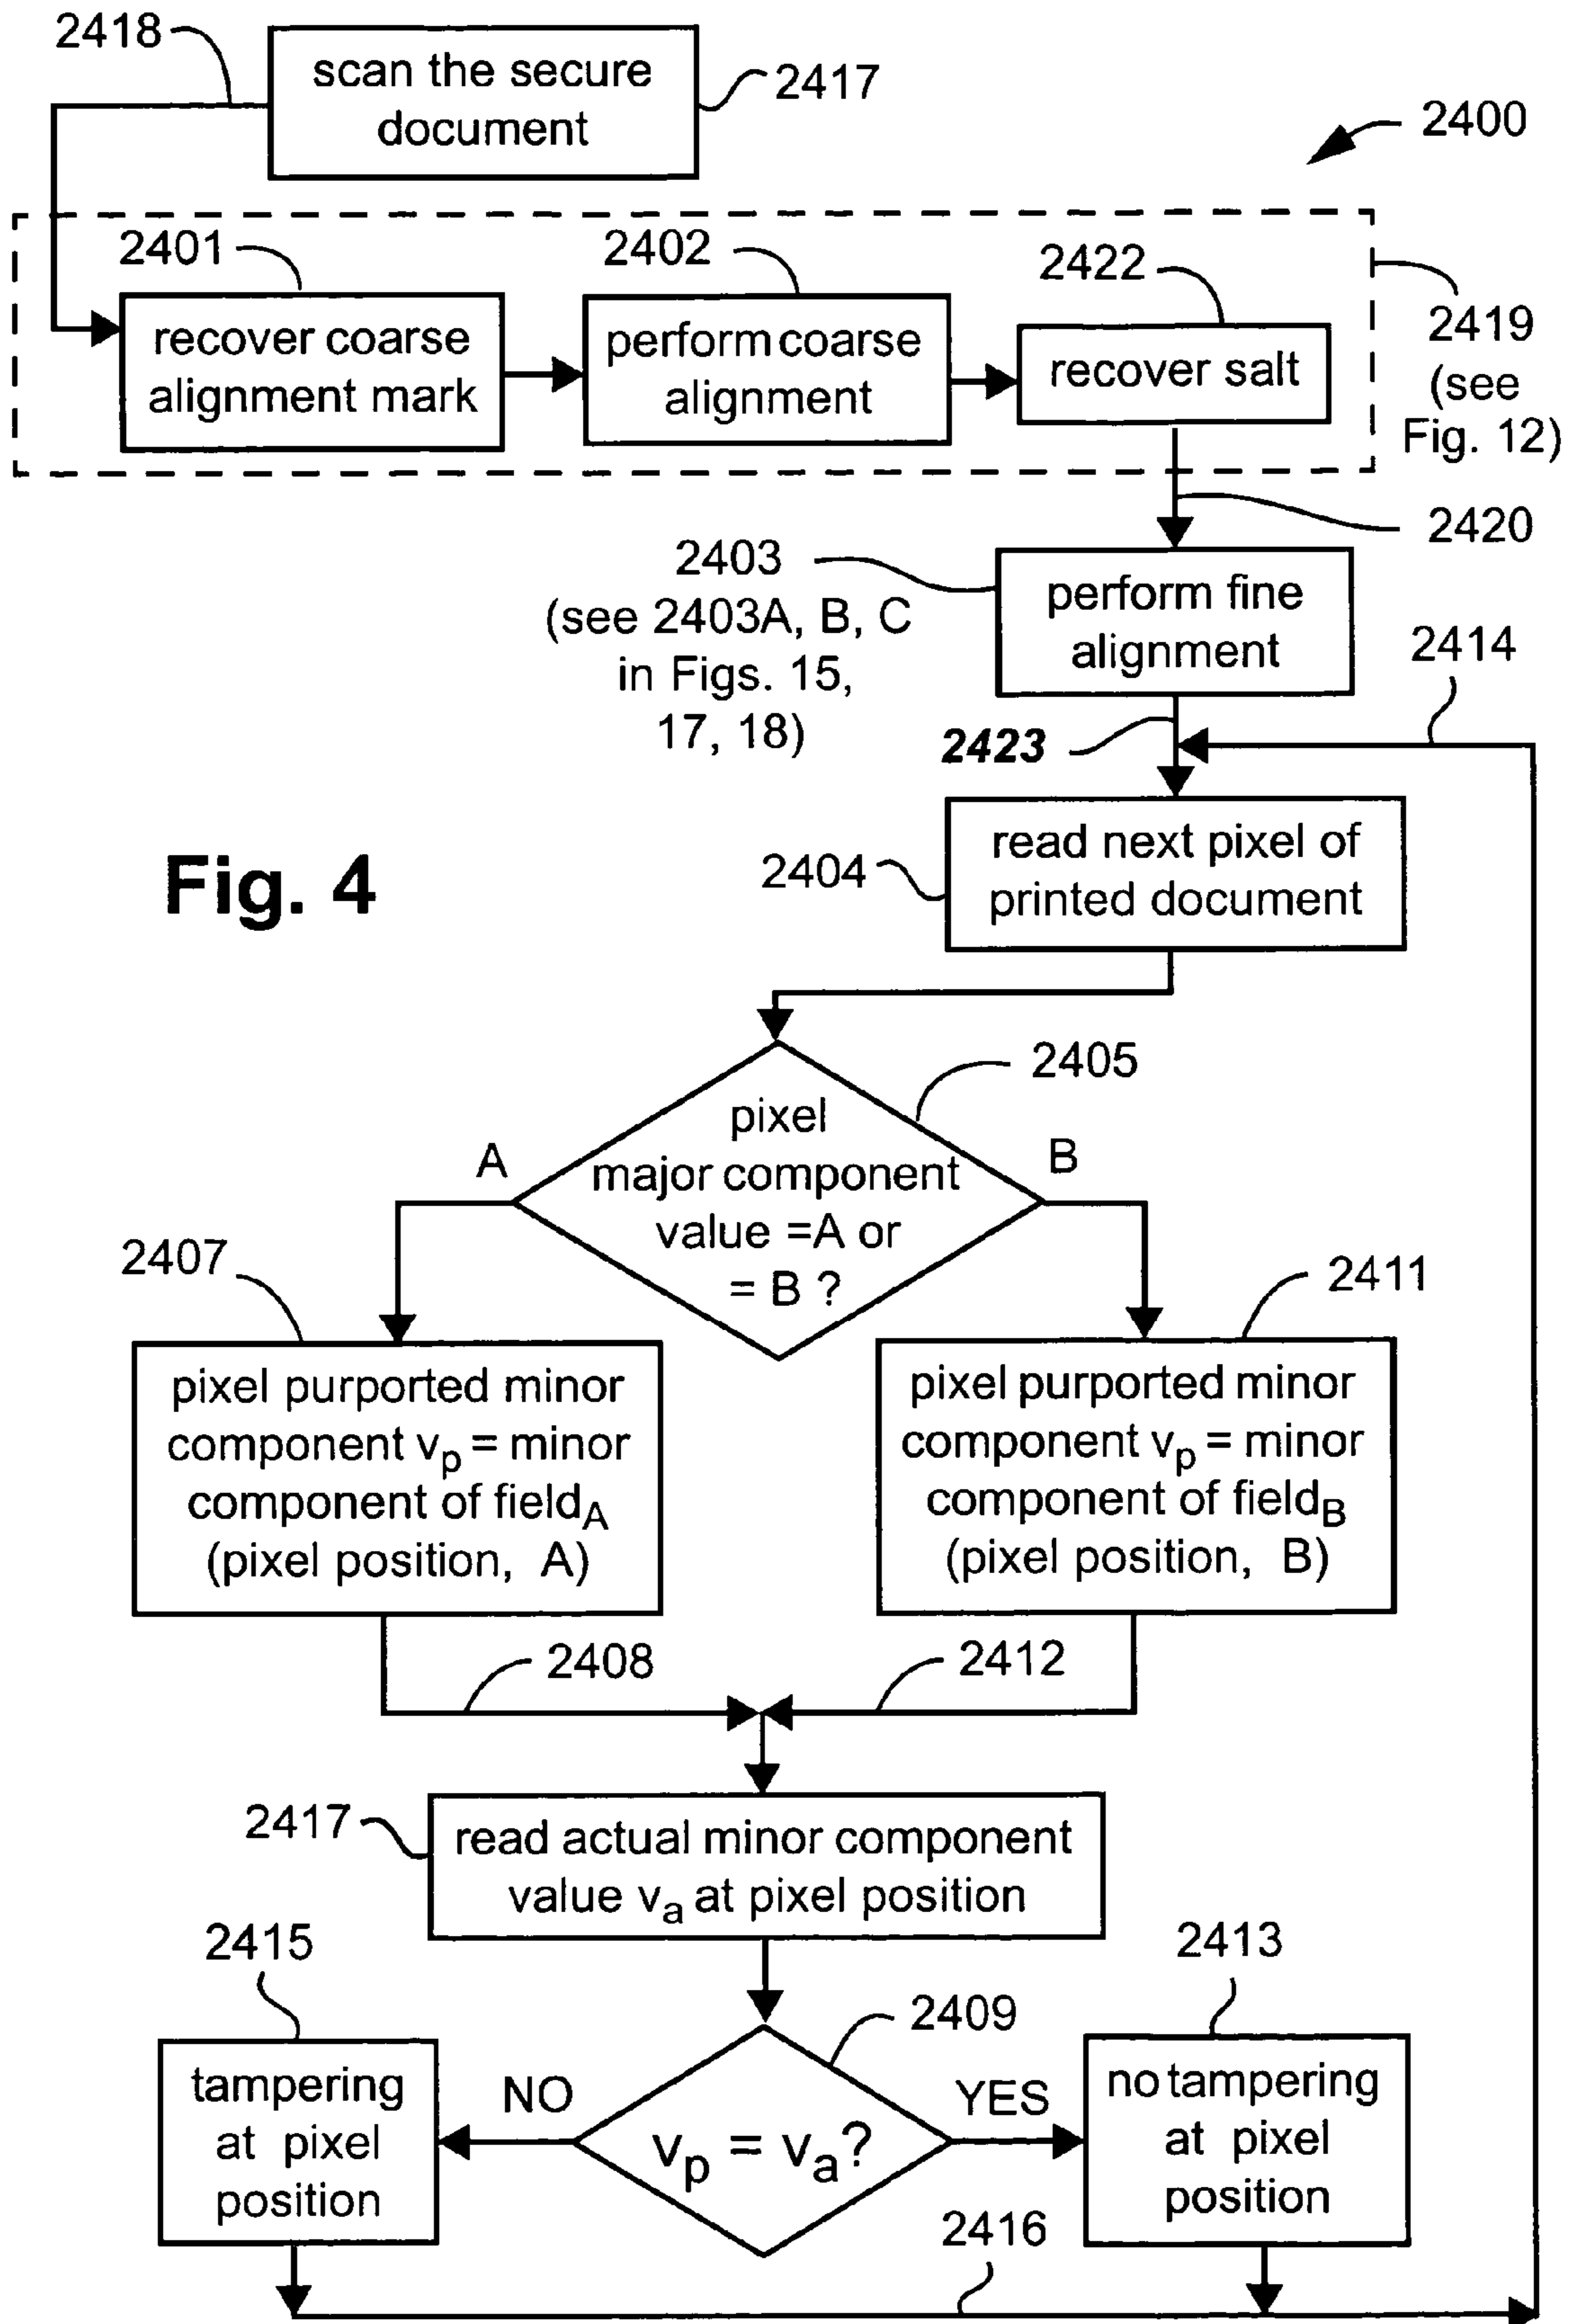 2418
scan the secure
document
2417
2400
2401
2402
2422
recover coarse
alignment mark
perform coarse
alignment
recover salt
2419
(see
Fig. 12)
2420
2403
(see 2403A, B, C
in Figs. 15,
17, 18)
perform fine
alignment
2414
2423
Fig. 4
2404
read next pixel of
printed document
2405
pixel
major component
value =A or
= B ?
A
B
2407
2411
pixel purported minor
component vp = minor
component of fieldA
(pixel position, A)
pixel purported minor
component vp = minor
component of fieldB
(pixel position, B)
2408
2412
2417
read actual minor component
value va at pixel position
2415
2413
2409
tampering
at pixel
position
NO
vp = va?
YES
no tampering
at pixel
position
2416